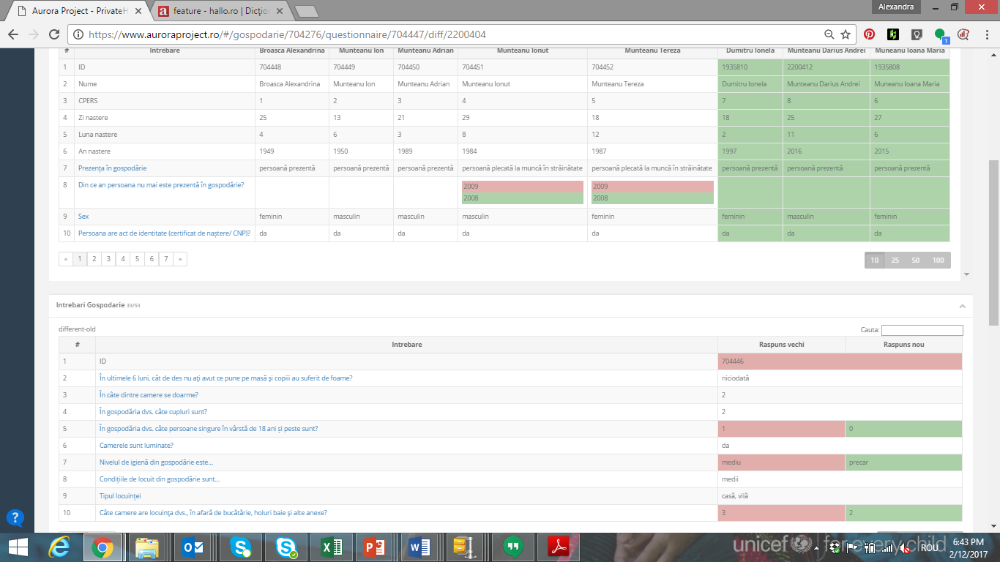 Aurora Project - PrivateH
feature - hallo.ro | Dicțio
Alexandra
https://www.auroraproject.ro/#/gospodarie/704276/questionnaire/704447/diff/2200404
# Intrebare Broasca Alexandrina Munteanu Ion Munteanu Adrian Munteanu Ionut Munteanu Tereza Dumitru Ionela Munteanu Darius Andrei Muneanu Ioana Maria
1 ID 704448 704449 704450 704451 704452 1935810 2200412 1935808
2 Nume Broasca Alexandrina Munteanu Ion Munteanu Adrian Munteanu Ionut Munteanu Tereza Dumitru Ionela Munteanu Darius Andrei Muneanu Ioana Maria
3 CPERS 1 2 3 4 5 7 8 6
4 Zi nastere 25 13 21 29 18 18 25 27
5 Luna nastere 4 6 3 8 12 2 11 6
6 An nastere 1949 1950 1989 1984 1987 1997 2016 2015
7 Prezența în gospodărie persoană prezentă persoană prezentă persoană prezentă persoană plecată la muncă în străinătate persoană plecată la muncă în străinătate persoană prezentă persoană prezentă persoană prezentă
8 Din ce an persoana nu mai este prezentă în gospodărie? 2009 2009
2008 2008
9 Sex feminin masculin masculin masculin feminin feminin masculin feminin
10 Persoana are act de identitate (certificat de naștere/ CNP)? da da da da da da da da
« 1 2 3 4 5 6 7 » 10 25 50 100
Intrebari Gospodarie 33/53
different-old Cauta:
# Intrebare Raspuns vechi Raspuns nou
1 ID 704446
2 În ultimele 6 luni, cât de des nu aţi avut ce pune pe masă şi copiii au suferit de foame? niciodată
3 În câte dintre camere se doarme? 2
4 În gospodăria dvs. câte cupluri sunt? 2
5 În gospodăria dvs. câte persoane singure în vârstă de 18 ani și peste sunt? 1 0
6 Camerele sunt luminate? da
7 Nivelul de igienă din gospodărie este... mediu precar
8 Condițiile de locuit din gospodărie sunt... medii
9 Tipul locuinței casă, vilă
10 Câte camere are locuinţa dvs., în afară de bucătărie, holuri baie şi alte anexe? 3 2
unicef for every child
ROU
6:43 PM
2/12/2017